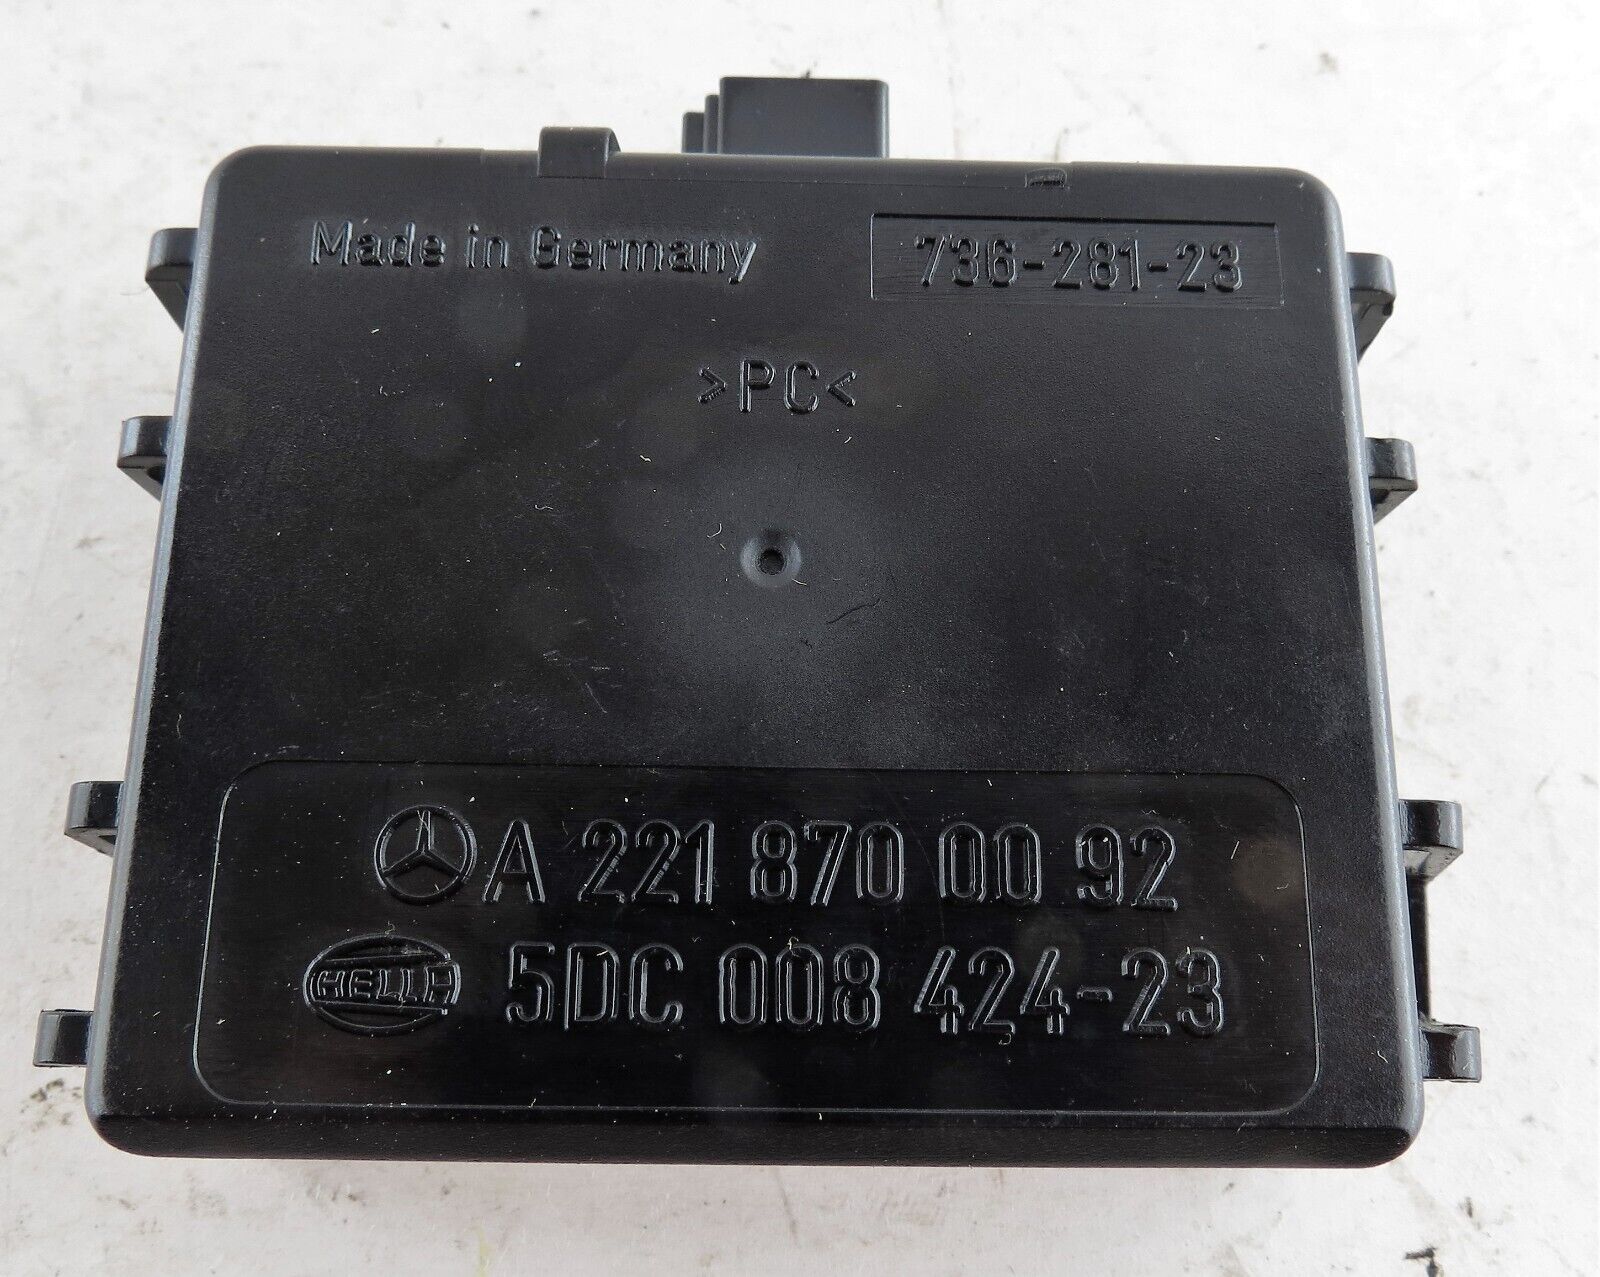 Made in Germany 736-281-23
>PC<
A 221 870 00 92
HELLA 5DC 008 424-23